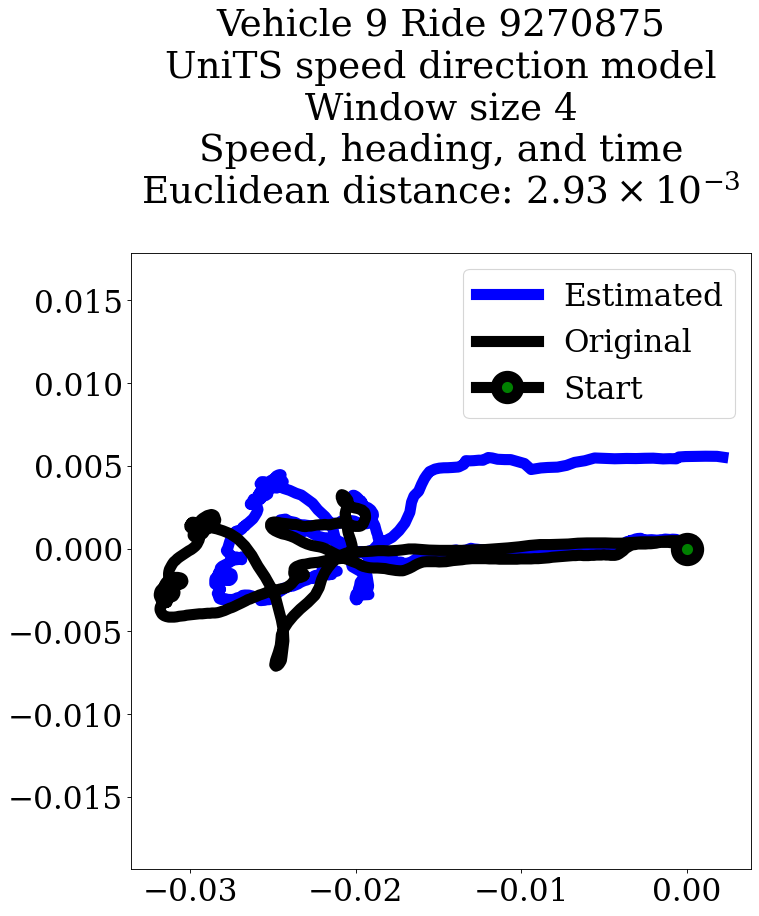 Vehicle 9 Ride 9270875
UniTS speed direction model
Window size 4
Speed, heading, and time
Euclidean distance: 2.93 × 10⁻³
Estimated
Original
Start
0.015
0.010
0.005
0.000
−0.005
−0.010
−0.015
−0.03 −0.02 −0.01 0.00